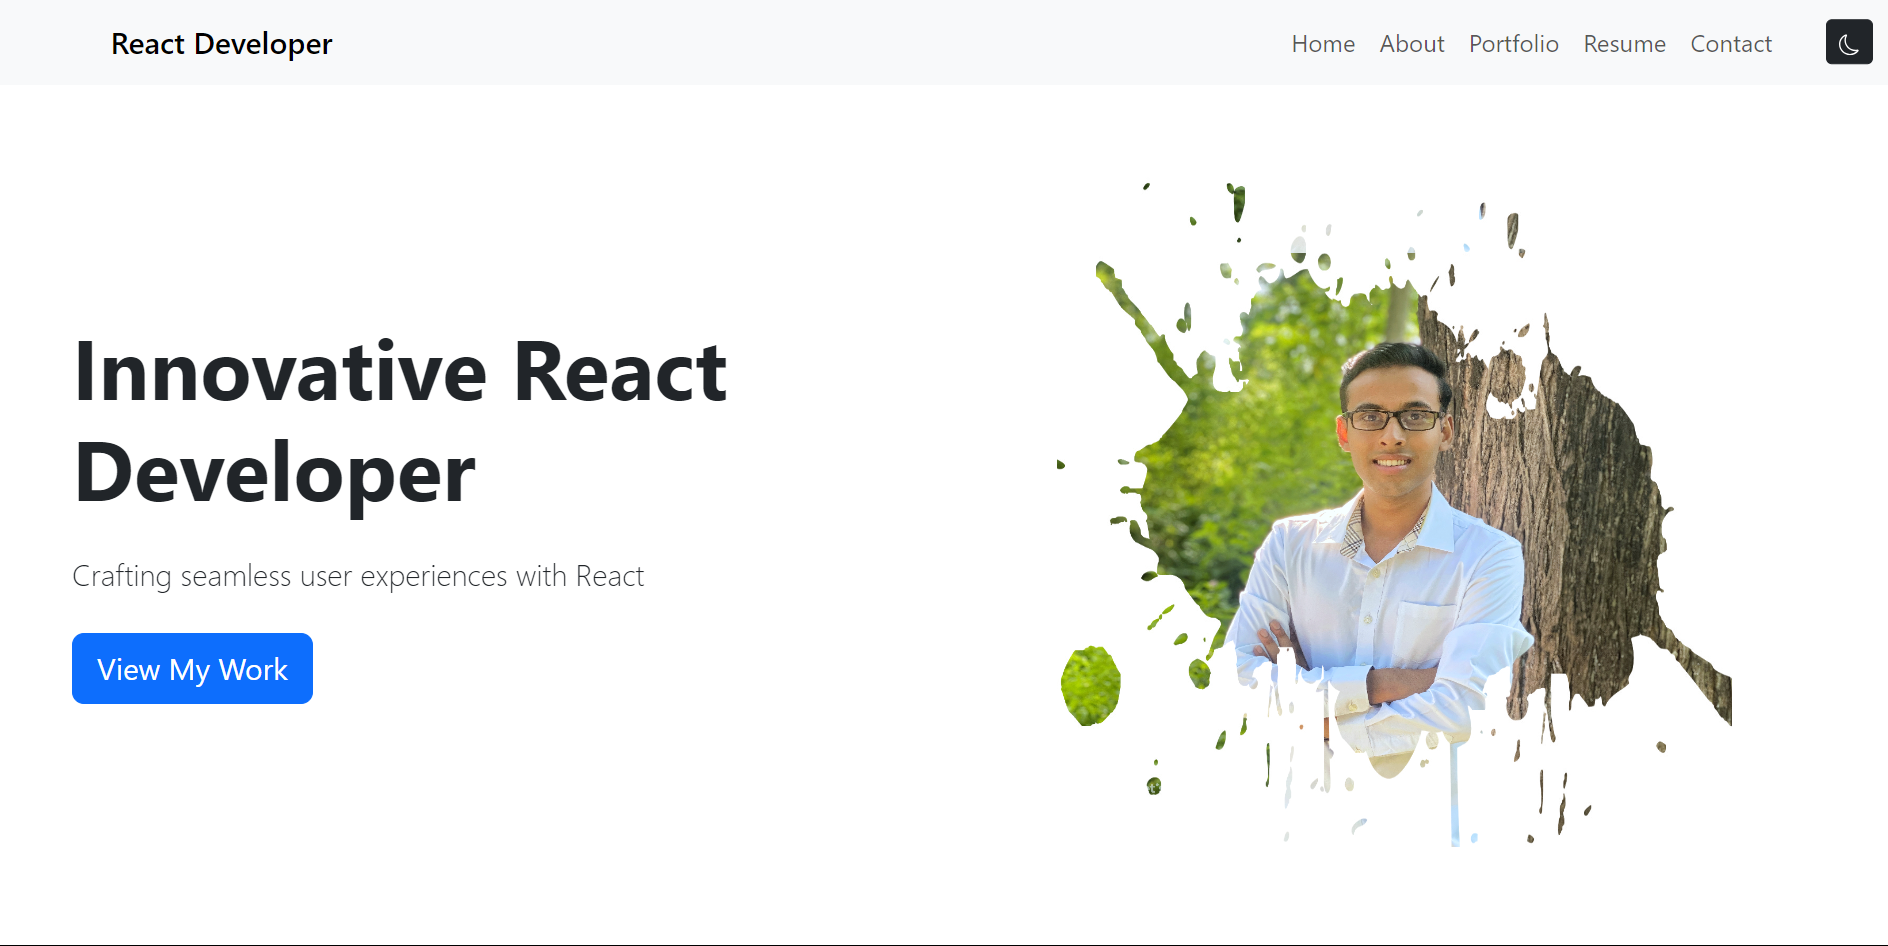 React Developer
Home About Portfolio Resume Contact
Innovative React
Developer
Crafting seamless user experiences with React
View My Work